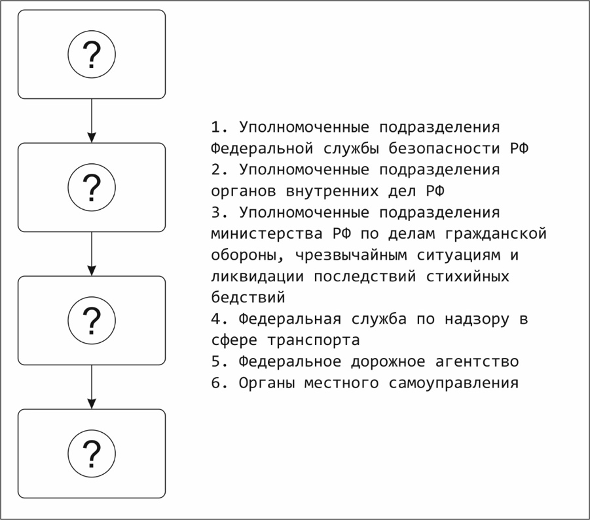 ?
?
?
?
1. Уполномоченные подразделения
Федеральной службы безопасности РФ
2. Уполномоченные подразделения
органов внутренних дел РФ
3. Уполномоченные подразделения
министерства РФ по делам гражданской
обороны, чрезвычайным ситуациям и
ликвидации последствий стихийных
бедствий
4. Федеральная служба по надзору в
сфере транспорта
5. Федеральное дорожное агентство
6. Органы местного самоуправления